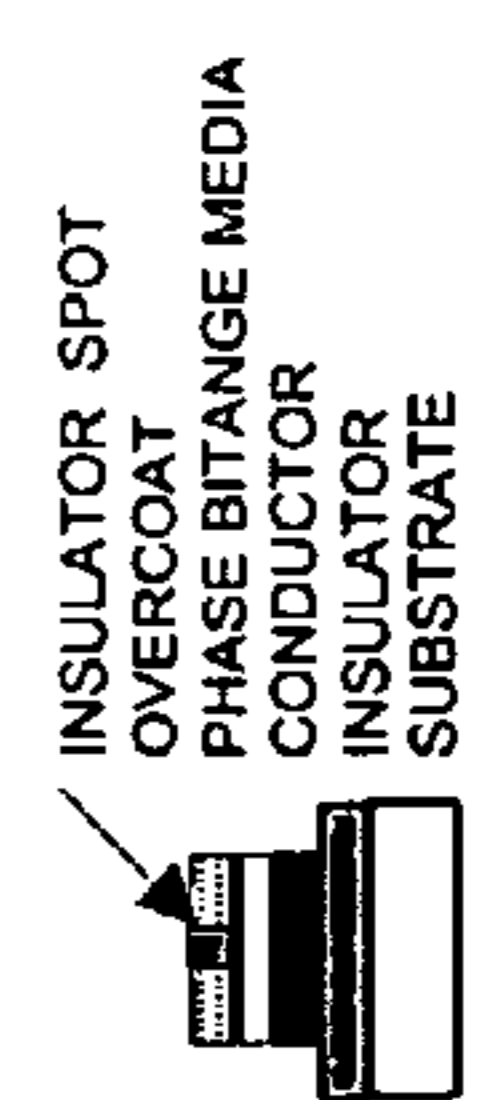 INSULATOR SPOT
OVERCOAT
PHASE BITANGE MEDIA
CONDUCTOR
INSULATOR
SUBSTRATE